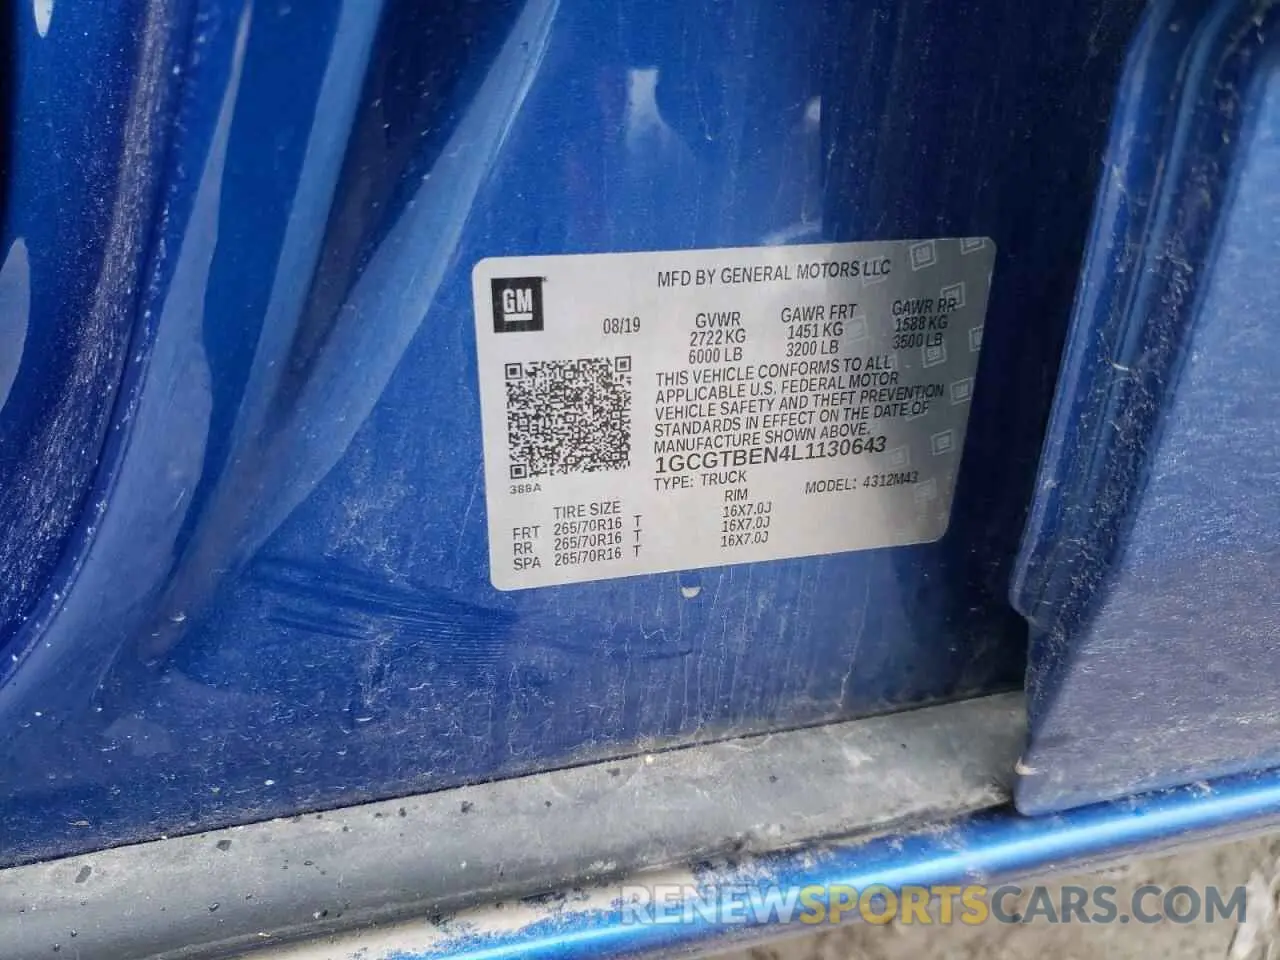 GM
MFD BY GENERAL MOTORS LLC
08/19
GVWR GAWR FRT GAWR RR
2722 KG 1451 KG 1588 KG
6000 LB 3200 LB 3500 LB
THIS VEHICLE CONFORMS TO ALL
APPLICABLE U.S. FEDERAL MOTOR
VEHICLE SAFETY AND THEFT PREVENTION
STANDARDS IN EFFECT ON THE DATE OF
MANUFACTURE SHOWN ABOVE.
1GCGTBEN4L1130643
TYPE: TRUCK MODEL: 4312M43
388A
TIRE SIZE RIM
FRT 265/70R16 T 16X7.0J
RR 265/70R16 T 16X7.0J
SPA 265/70R16 T 16X7.0J
RENEWSPORTSCARS.COM